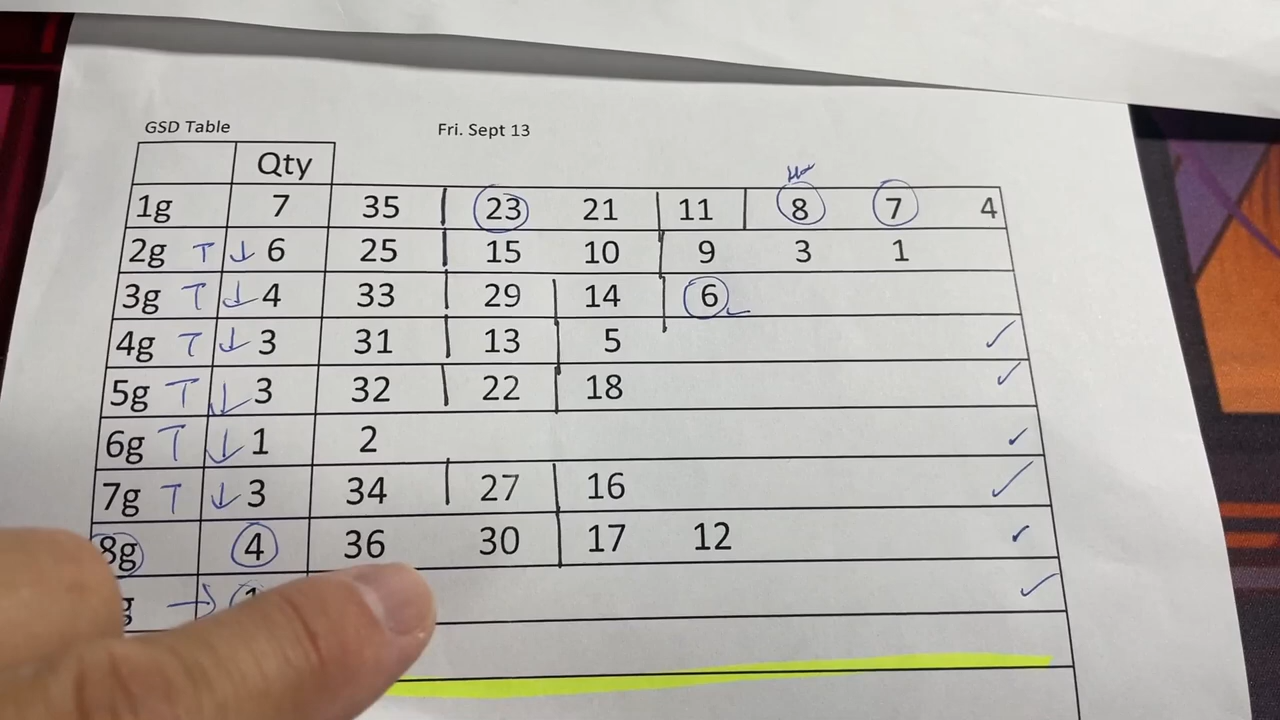 GSD Table Fri. Sept 13
Qty
1g 7 35 23 21 11 8 7 4
2g T ↓ 6 25 15 10 9 3 1
3g T ↓ 4 33 29 14 6
4g T ↓ 3 31 13 5 ✓
5g T ↓ 3 32 22 18 ✓
6g T ↓ 1 2 ✓
7g T ↓ 3 34 27 16 ✓
8g 4 36 30 17 12 ✓
g → 1 ✓